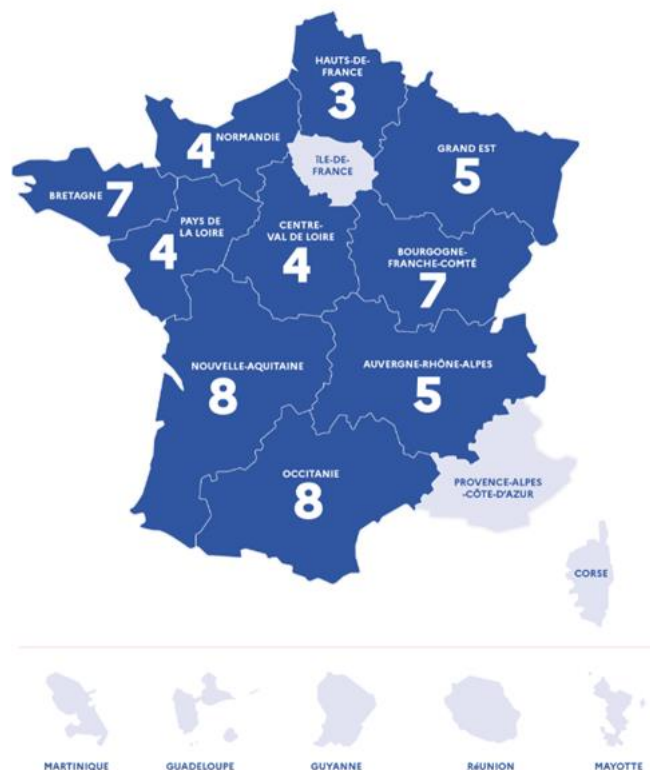 HAUTS-DE-
FRANCE
3
4
NORMANDIE
ÎLE-DE-
FRANCE
GRAND EST
5
BRETAGNE
7
PAYS DE
LA LOIRE
4
CENTRE-
VAL DE LOIRE
4
BOURGOGNE-
FRANCHE-COMTÉ
7
NOUVELLE-AQUITAINE
8
AUVERGNE-RHÔNE-ALPES
5
OCCITANIE
8
PROVENCE-ALPES
-CÔTE-D'AZUR
CORSE
MARTINIQUE
GUADELOUPE
GUYANNE
RéUNION
MAYOTTE